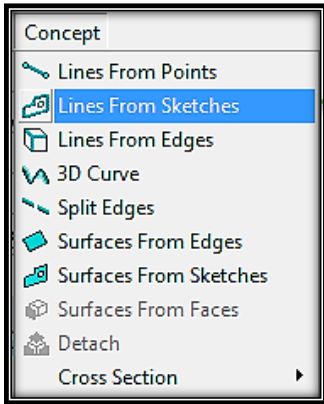 Concept
Lines From Points
Lines From Sketches
Lines From Edges
3D Curve
Split Edges
Surfaces From Edges
Surfaces From Sketches
Surfaces From Faces
Detach
Cross Section